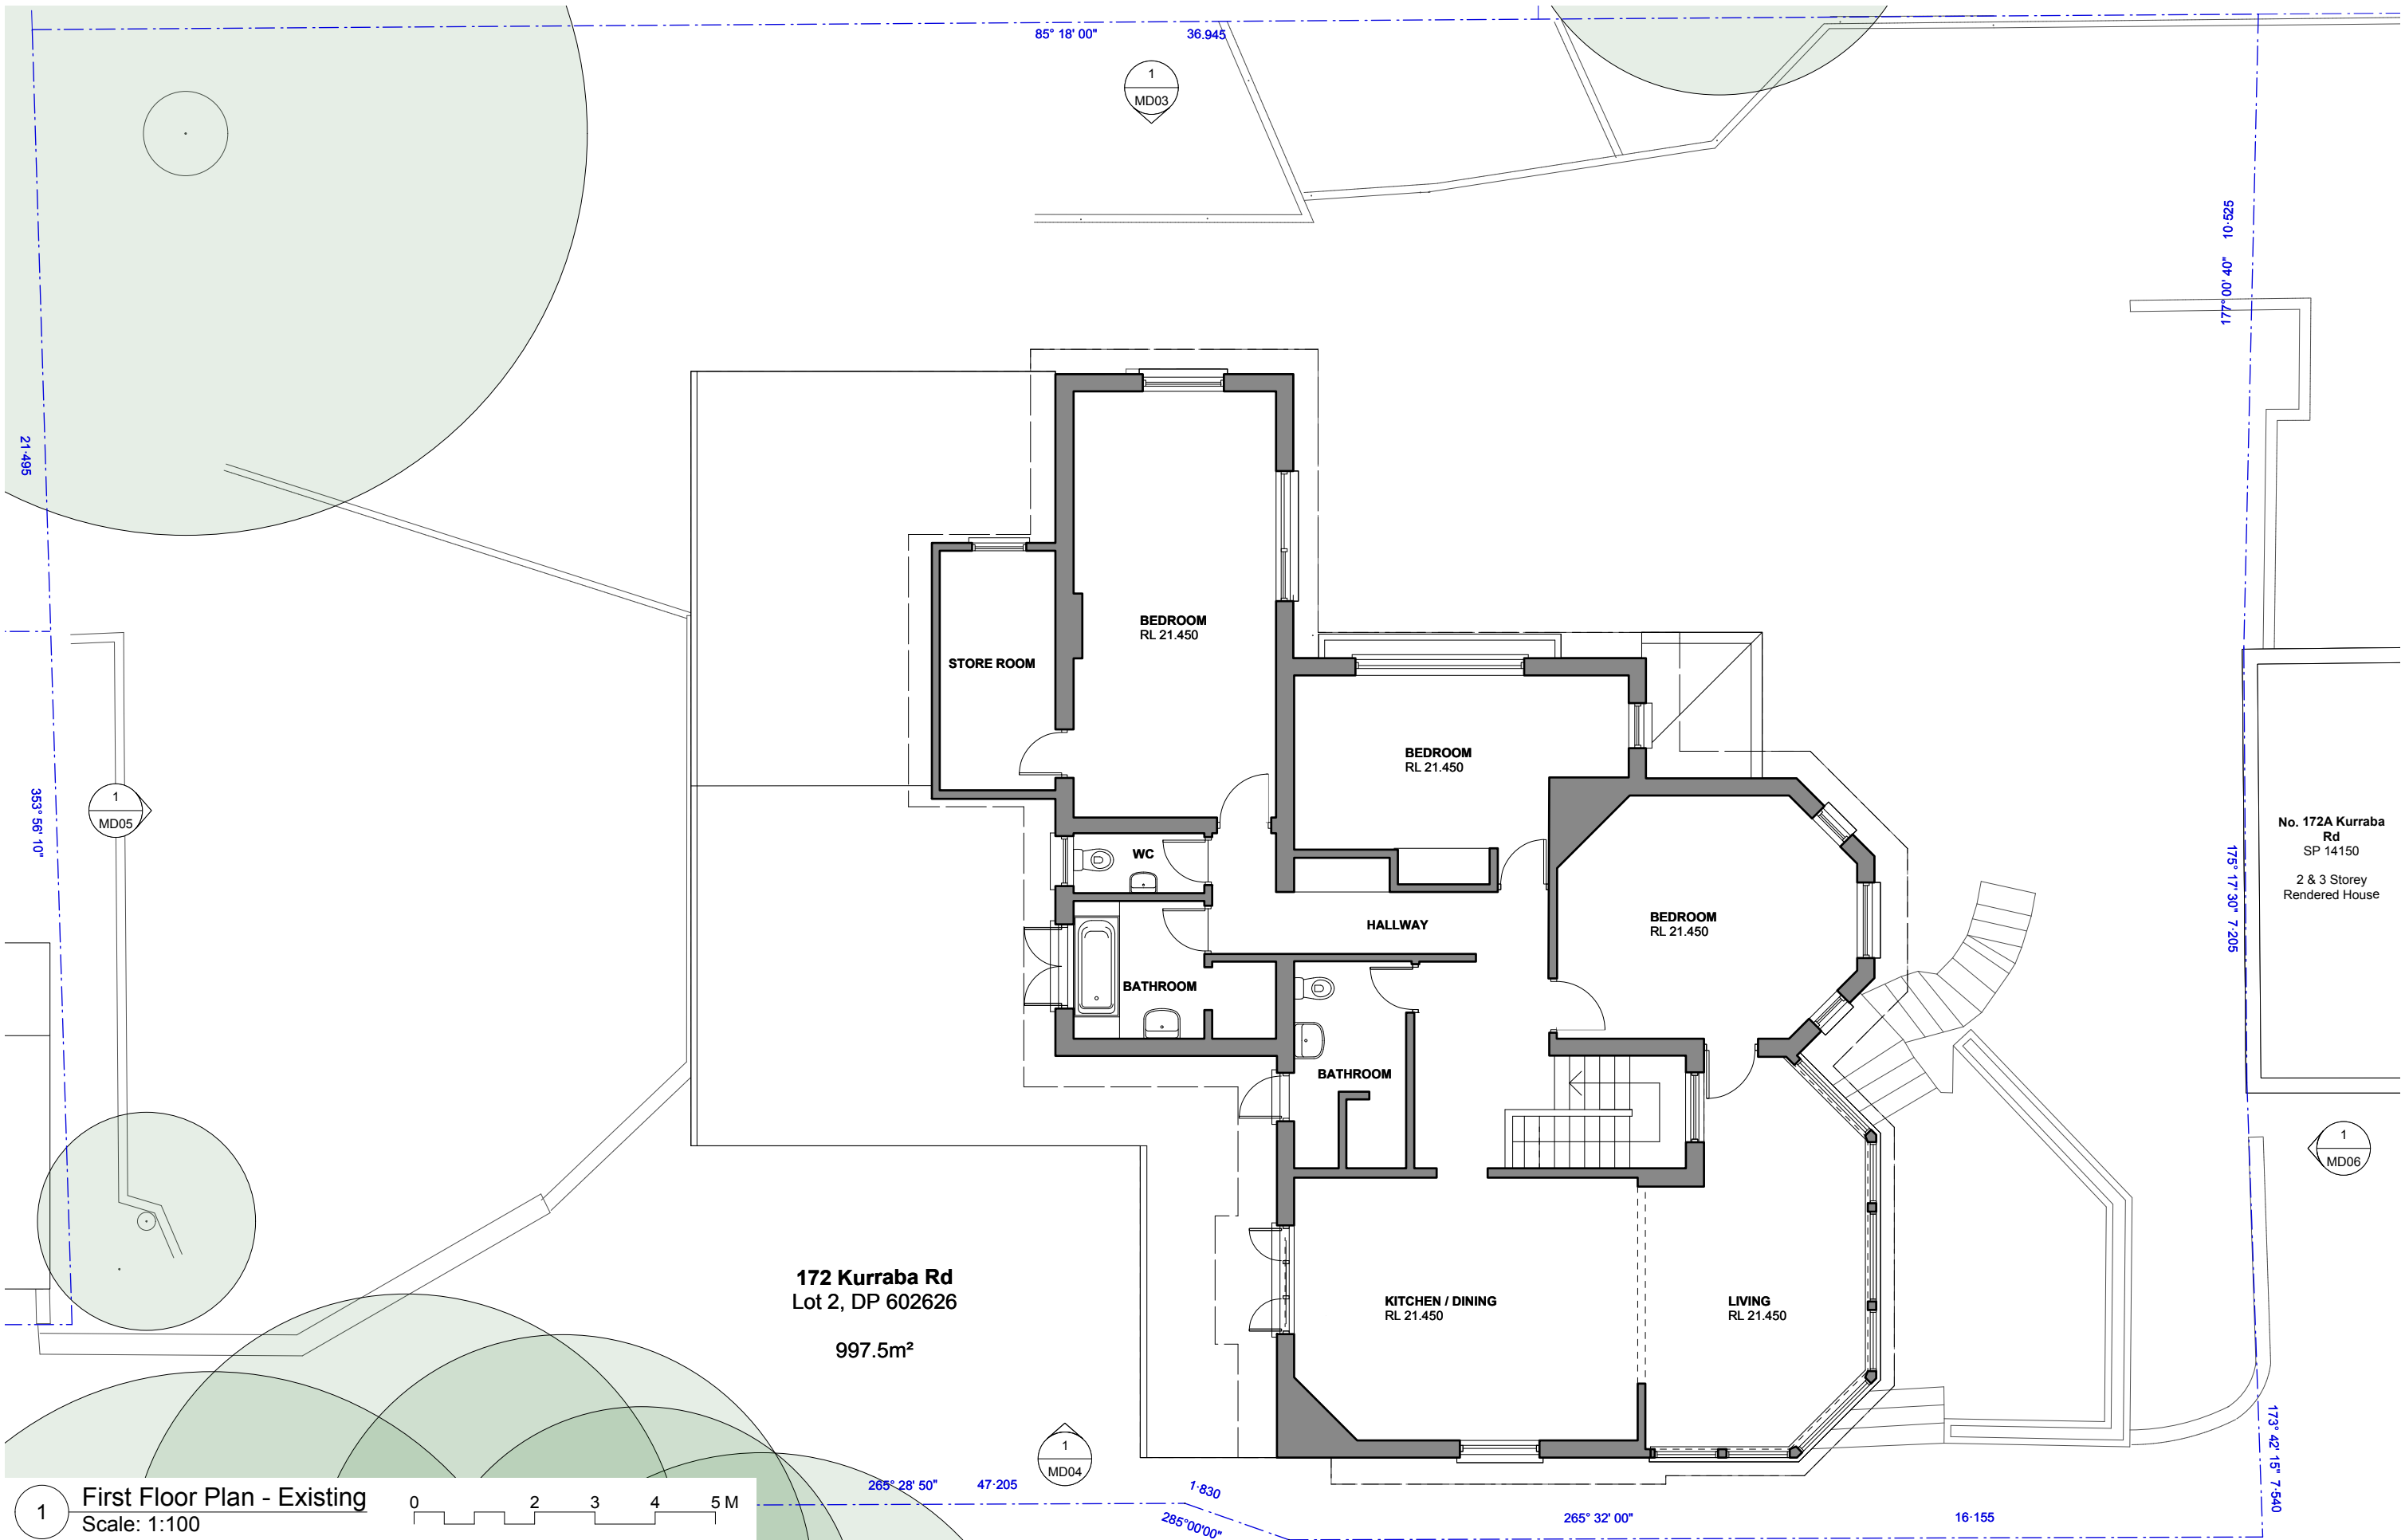 85° 18' 00" 36.945
1
MD03
177° 00' 40" 10·525
21·495
353° 56' 10"
1
MD05
BEDROOM
RL 21.450
STORE ROOM
BEDROOM
RL 21.450
WC
HALLWAY
BEDROOM
RL 21.450
BATHROOM
BATHROOM
No. 172A Kurraba
Rd
SP 14150
2 & 3 Storey
Rendered House
175° 17' 30" 7·205
1
MD06
172 Kurraba Rd
Lot 2, DP 602626
997.5m²
KITCHEN / DINING
RL 21.450
LIVING
RL 21.450
1
MD04
173° 42' 15" 7·540
265° 28' 50" 47·205
1·830
285°00'00"
265° 32' 00" 16·155
1
First Floor Plan - Existing
Scale: 1:100
0 2 3 4 5 M